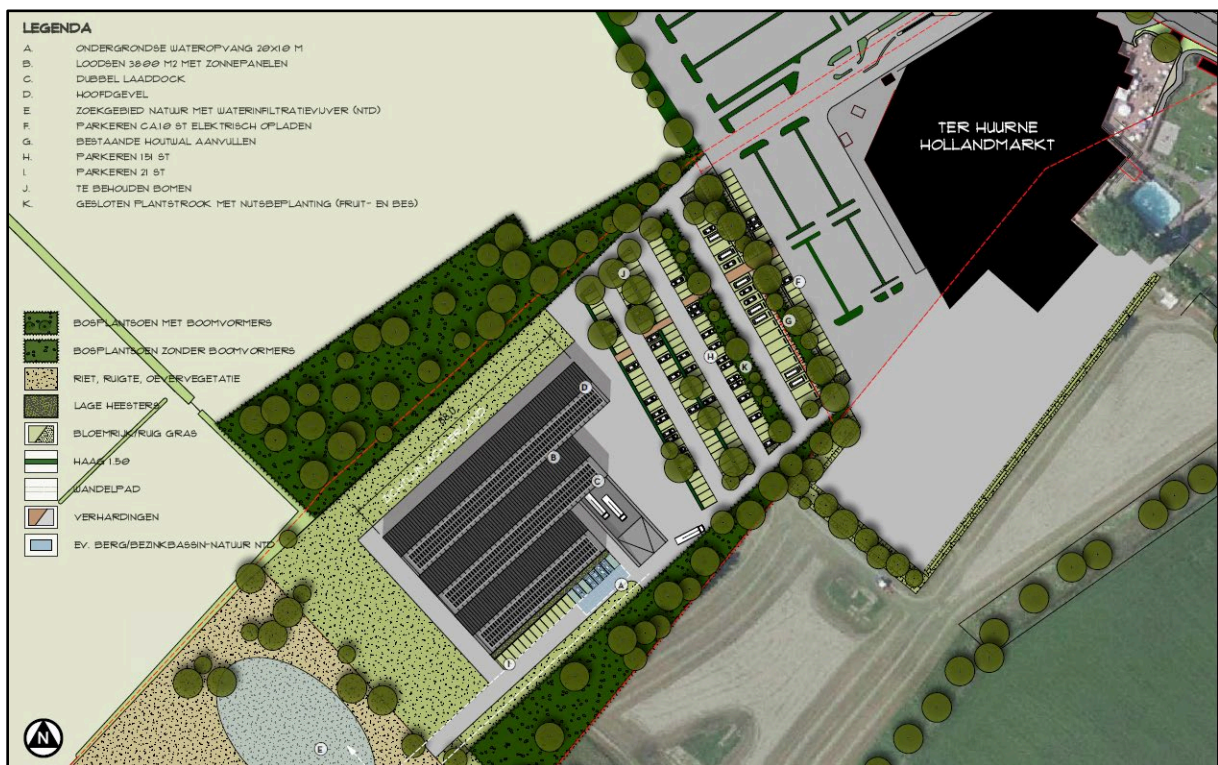 LEGENDA
A. ONDERGRONDSE WATEROPVANG 20X10 M
B. LOODSEN 3800 M2 MET ZONNEPANELEN
C. DUBBEL LAADDOCK
D. HOOFDGEVEL
E ZOEKGEBIED NATUUR MET WATERINFILTRATIEVIJVER (NTD)
F. PARKEREN CA.10 ST ELEKTRISCH OPLADEN
G. BESTAANDE HOUTWAL AANVULLEN
H. PARKEREN 151 ST
I. PARKEREN 21 ST
J. TE BEHOUDEN BOMEN
K. GESLOTEN PLANTSTROOK MET NUTSBEPLANTING (FRUIT- EN BES)
BOSPLANTSOEN MET BOOMVORMERS
BOSPLANTSOEN ZONDER BOOMVORMERS
RIET, RUIGTE, OEVERVEGETATIE
LAGE HEESTERS
BLOEMRIJK/RUIG GRAS
HAAG 1.50
WANDELPAD
VERHARDINGEN
EV. BERG/BEZINKBASSIN-NATUUR NTD
TER HUURNE
HOLLANDMARKT
J
F
G
H
K
D
B
C
A
I
E
N